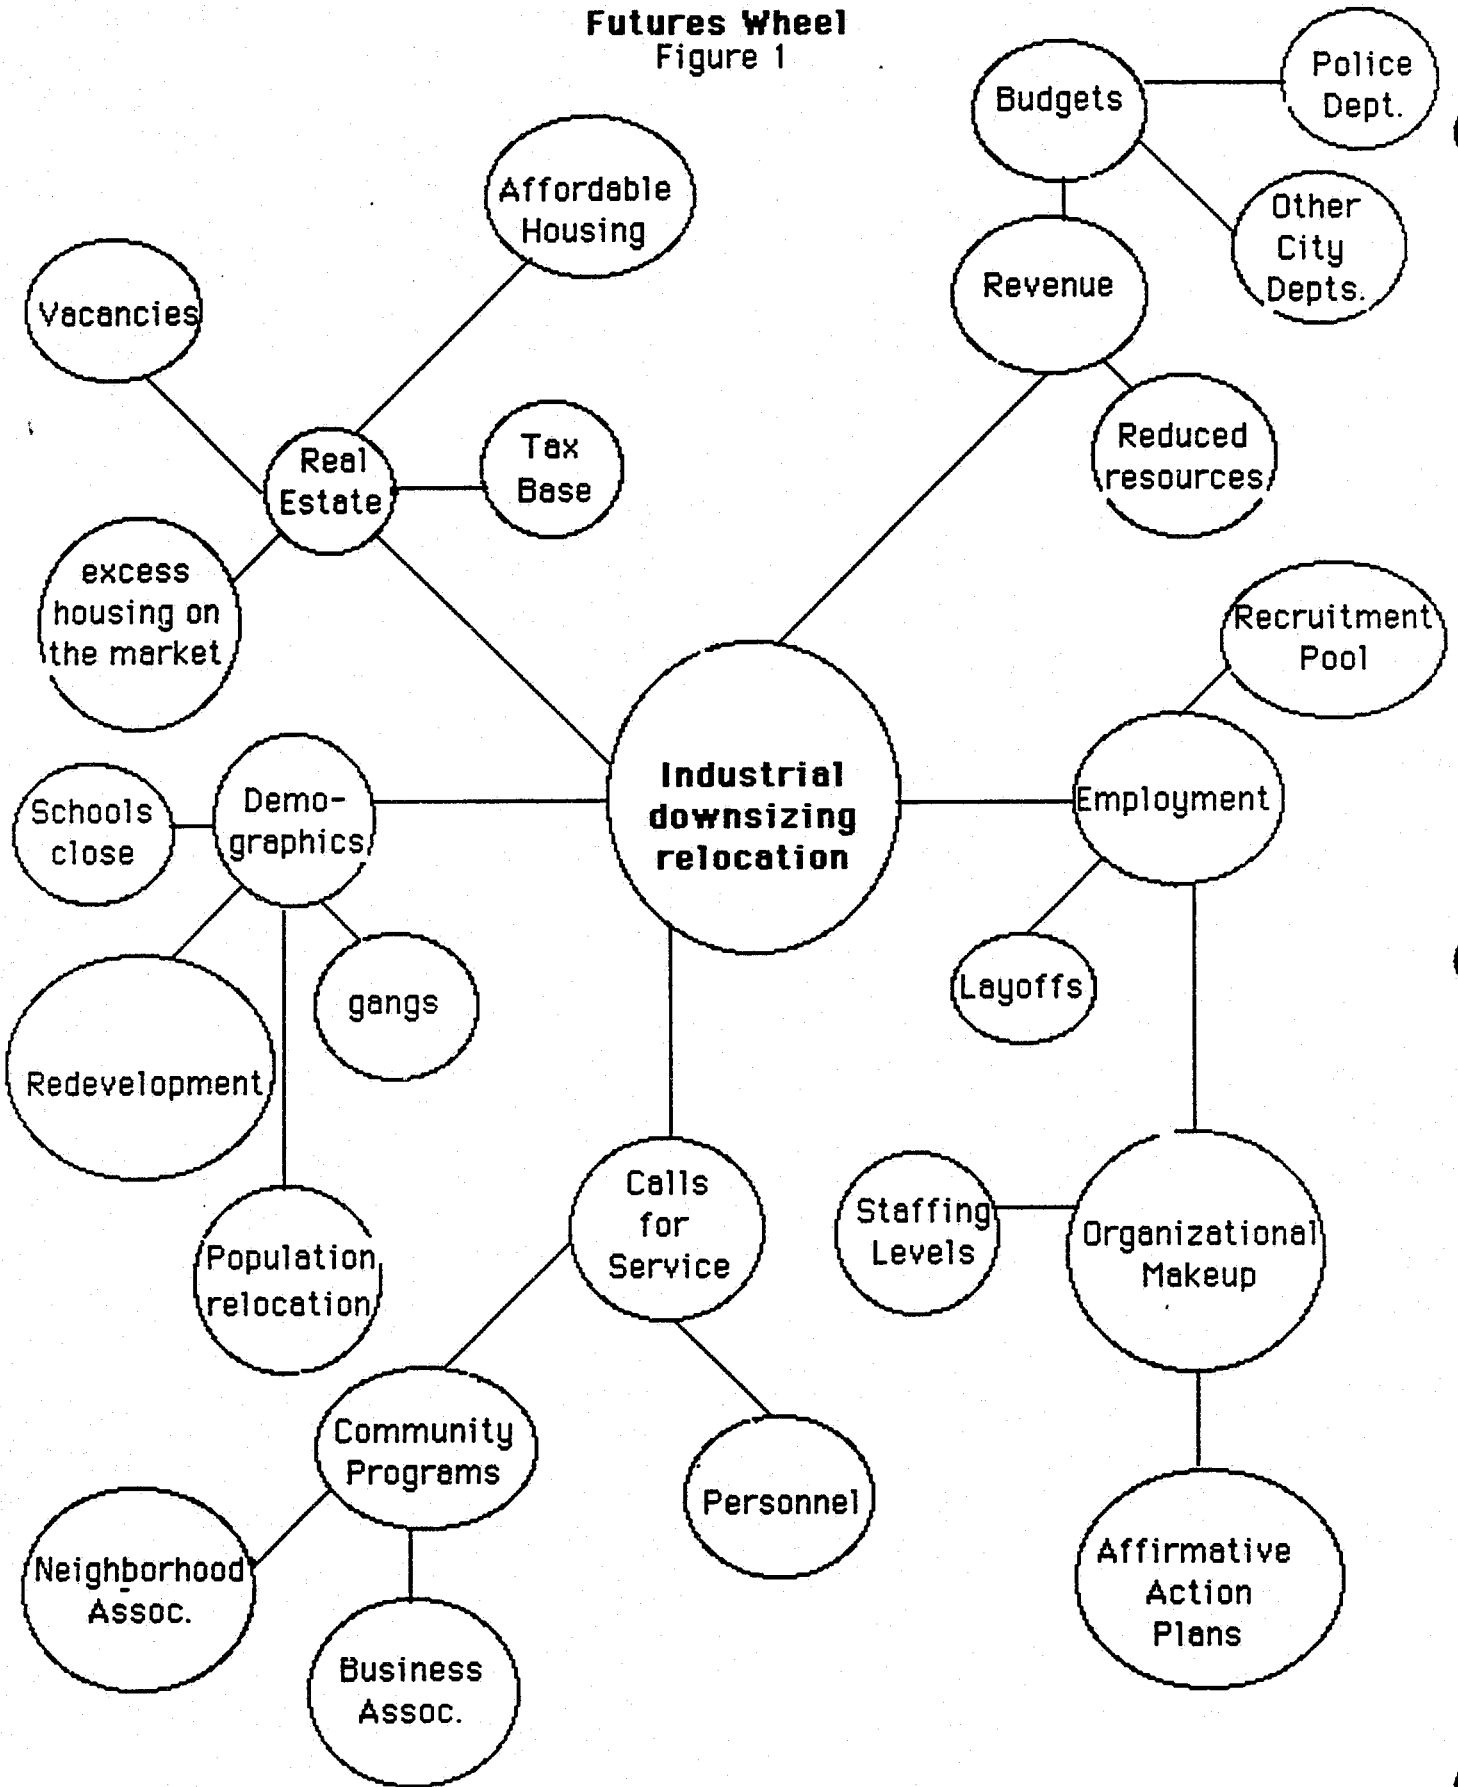 Futures Wheel
Figure 1
Budgets
Police
Dept.
Affordable
Housing
Other
City
Depts.
Revenue
Vacancies
Real
Estate
Tax
Base
Reduced
resources
excess
housing on
the market
Recruitment
Pool
Industrial
downsizing
relocation
Employment
Demo-
graphics
Schools
close
gangs
Layoffs
Redevelopment
Calls
for
Service
Staffing
Levels
Organizational
Makeup
Population
relocation
Community
Programs
Personnel
Neighborhood
Assoc.
Business
Assoc.
Affirmative
Action
Plans